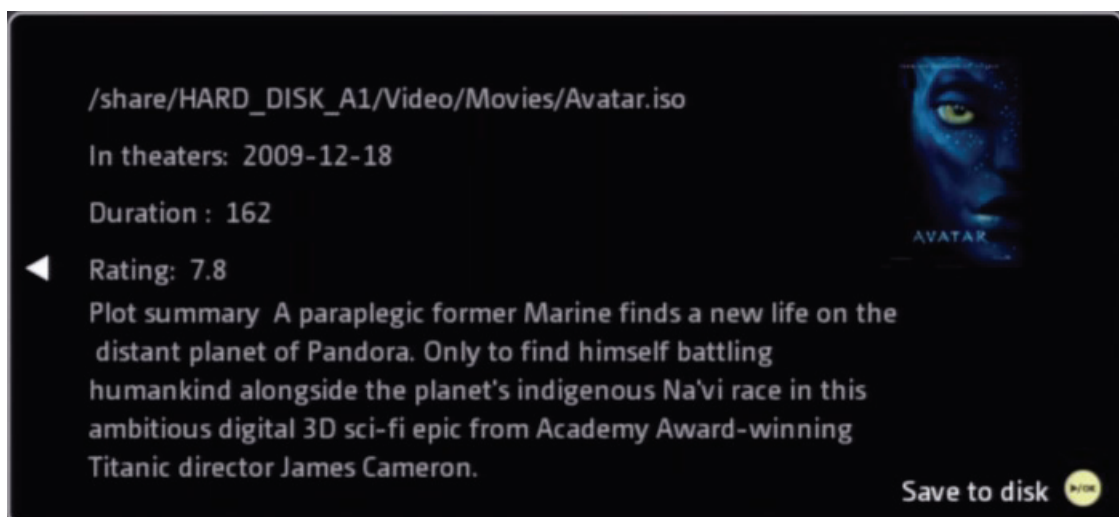 /share/HARD_DISK_A1/Video/Movies/Avatar.iso
In theaters: 2009-12-18
Duration : 162
Rating: 7.8
Plot summary A paraplegic former Marine finds a new life on the
distant planet of Pandora. Only to find himself battling
humankind alongside the planet's indigenous Na'vi race in this
ambitious digital 3D sci-fi epic from Academy Award-winning
Titanic director James Cameron.
AVATAR
Save to disk ▶/OK